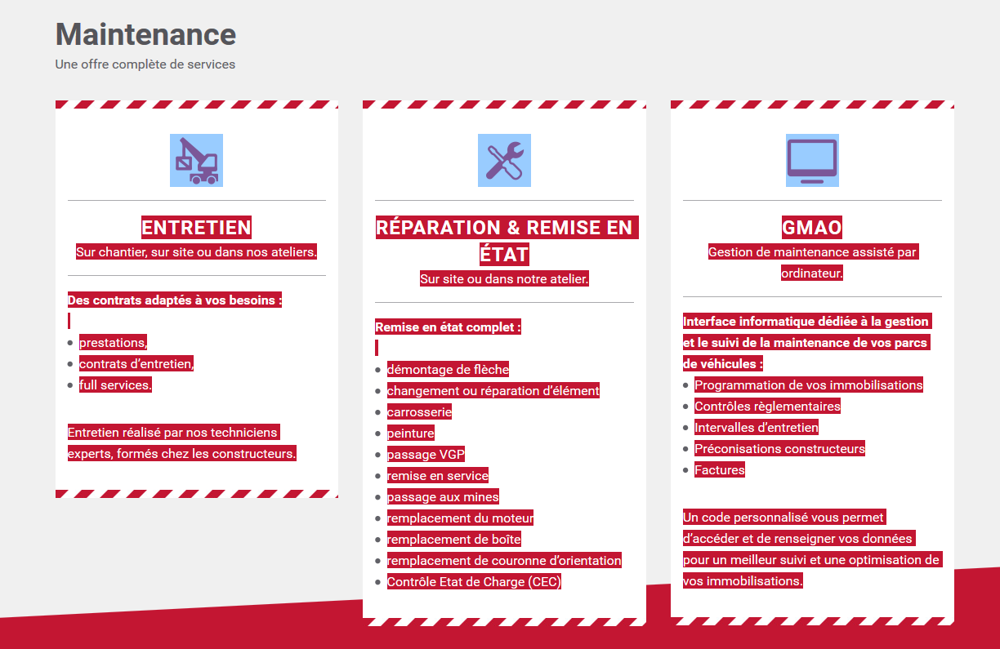 Maintenance
Une offre complète de services
ENTRETIEN
Sur chantier, sur site ou dans nos ateliers.
Des contrats adaptés à vos besoins :
prestations,
contrats d’entretien,
full services.
Entretien réalisé par nos techniciens
experts, formés chez les constructeurs.
RÉPARATION & REMISE EN
ÉTAT
Sur site ou dans notre atelier.
Remise en état complet :
démontage de flèche
changement ou réparation d’élément
carrosserie
peinture
passage VGP
remise en service
passage aux mines
remplacement du moteur
remplacement de boîte
remplacement de couronne d’orientation
Contrôle Etat de Charge (CEC)
GMAO
Gestion de maintenance assisté par
ordinateur.
Interface informatique dédiée à la gestion
et le suivi de la maintenance de vos parcs
de véhicules :
Programmation de vos immobilisations
Contrôles règlementaires
Intervalles d’entretien
Préconisations constructeurs
Factures
Un code personnalisé vous permet
d’accéder et de renseigner vos données
pour un meilleur suivi et une optimisation de
vos immobilisations.